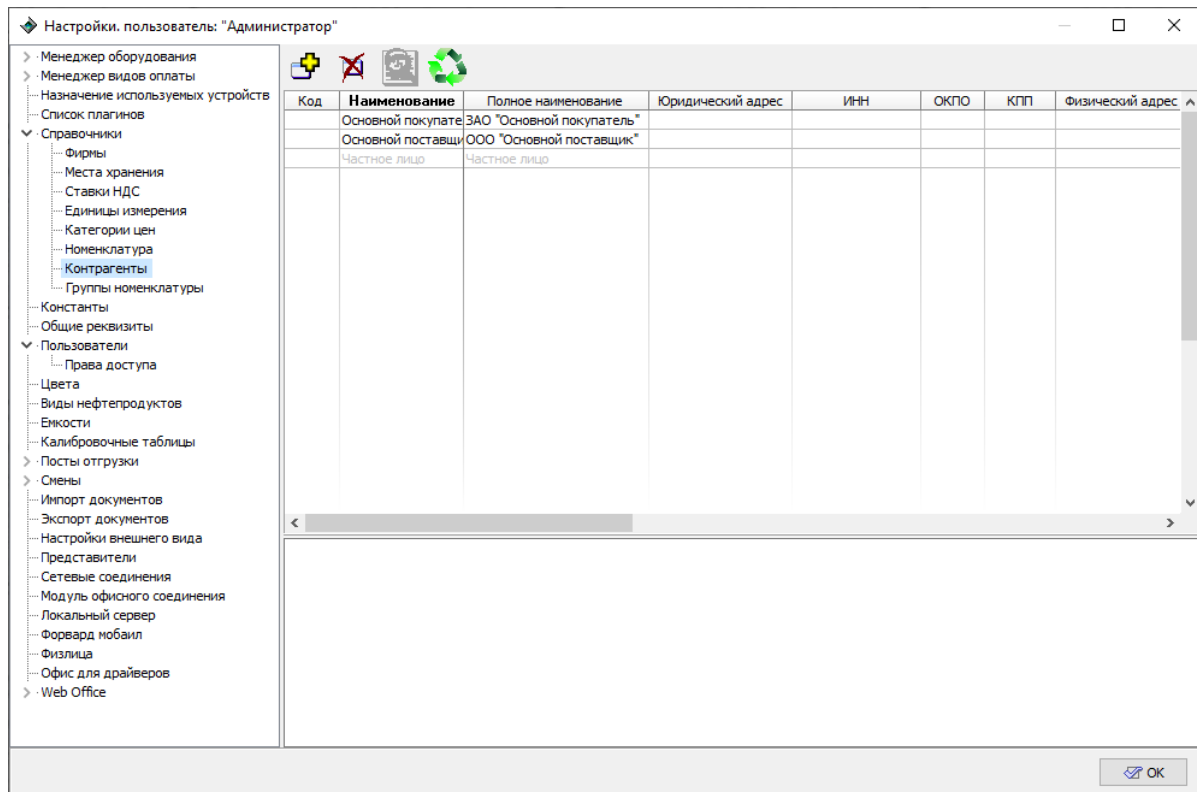 Настройки. пользователь: "Администратор"
Менеджер оборудования
Менеджер видов оплаты
Назначение используемых устройств
Список плагинов
Справочники
Фирмы
Места хранения
Ставки НДС
Единицы измерения
Категории цен
Номенклатура
Контрагенты
Группы номенклатуры
Константы
Общие реквизиты
Пользователи
Права доступа
Цвета
Виды нефтепродуктов
Емкости
Калибровочные таблицы
Посты отгрузки
Смены
Импорт документов
Экспорт документов
Настройки внешнего вида
Представители
Сетевые соединения
Модуль офисного соединения
Локальный сервер
Форвард мобаил
Физлица
Офис для драйверов
Web Office
Код Наименование Полное наименование Юридический адрес ИНН ОКПО КПП Физический адрес
Основной покупате ЗАО "Основной покупатель"
Основной поставщи ООО "Основной поставщик"
Частное лицо Частное лицо
OK